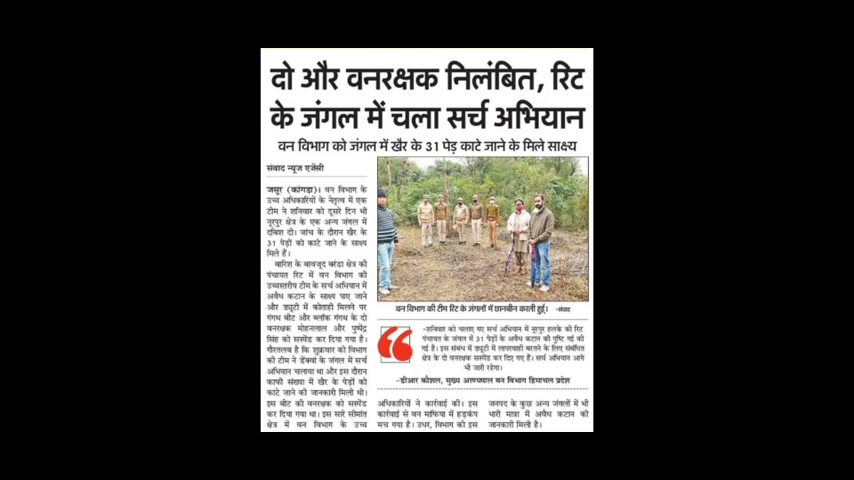 दो और वनरक्षक निलंबित, रिट
के जंगल में चला सर्च अभियान
वन विभाग को जंगल में खैर के 31 पेड़ काटे जाने के मिले साक्ष्य
संवाद न्यूज एजेंसी
जसूर (कांगड़ा)। वन विभाग के
उच्च अधिकारियों के नेतृत्व में एक
टीम ने शनिवार को दूसरे दिन भी
नूरपुर क्षेत्र के एक अन्य जंगल में
दबिश दी। जांच के दौरान खैर के
31 पेड़ों को काटे जाने के साक्ष्य
मिले हैं।
बारिश के बावजूद बरंडा क्षेत्र की
पंचायत रिट में वन विभाग की
उच्चस्तरीय टीम के सर्च अभियान में
अवैध कटान के साक्ष्य पाए जाने
और ड्यूटी में कोताही मिलने पर
गंगथ बीट और ब्लॉक गंगथ के दो
वनरक्षक मोहनलाल और पुष्पेंद्र
सिंह को सस्पेंड कर दिया गया है।
गौरतलब है कि शुक्रवार को विभाग
की टीम ने डेंक्वां के जंगल में सर्च
अभियान चलाया था और इस दौरान
काफी संख्या में खैर के पेड़ों को
काटे जाने की जानकारी मिली थी।
इस बीट की वनरक्षक को सस्पेंड
कर दिया गया था। इस सारे सीमांत
क्षेत्र में वन विभाग के उच्च
वन विभाग की टीम रिट के जंगलों में छानबीन करती हुई। -संवाद
-शनिवार को चलाए गए सर्च अभियान में नूरपुर हलके की रिट
पंचायत के जंगल में 31 पेड़ों के अवैध कटान की पुष्टि की गई
गई है। इस संबंध में ड्यूटी में लापरवाही बरतने के लिए संबंधित
क्षेत्र के दो वनरक्षक सस्पेंड कर दिए गए हैं। सर्च अभियान आगे
भी जारी रहेगा।
-डीआर कौशल, मुख्य अरण्यपाल वन विभाग हिमाचल प्रदेश
अधिकारियों ने कार्रवाई की। इस
कार्रवाई से वन माफिया में हड़कंप
मच गया है। उधर, विभाग की इस
जनपद के कुछ अन्य जंगलों में भी
भारी मात्रा में अवैध कटान की
जानकारी मिली है।